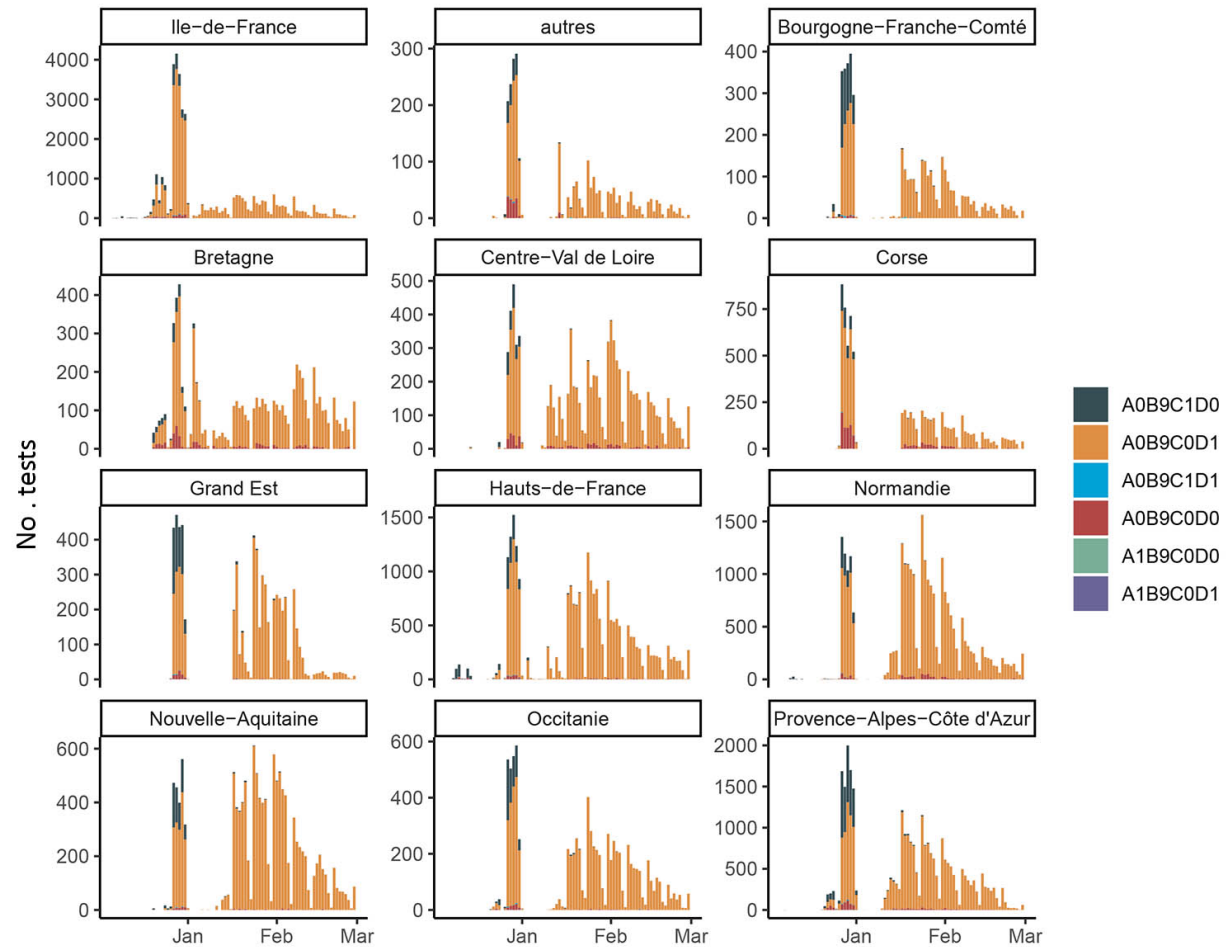 Ile−de−France
autres
Bourgogne−Franche−Comté
4000
3000
2000
1000
0
300
200
100
0
400
300
200
100
0
Bretagne
Centre−Val de Loire
Corse
400
300
200
100
0
500
400
300
200
100
0
750
500
250
0
No . tests
Grand Est
Hauts−de−France
Normandie
400
300
200
100
0
1500
1000
500
0
1500
1000
500
0
Nouvelle−Aquitaine
Occitanie
Provence−Alpes−Côte d'Azur
600
400
200
0
600
400
200
0
2000
1500
1000
500
0
Jan Feb Mar
Jan Feb Mar
Jan Feb Mar
A0B9C1D0
A0B9C0D1
A0B9C1D1
A0B9C0D0
A1B9C0D0
A1B9C0D1